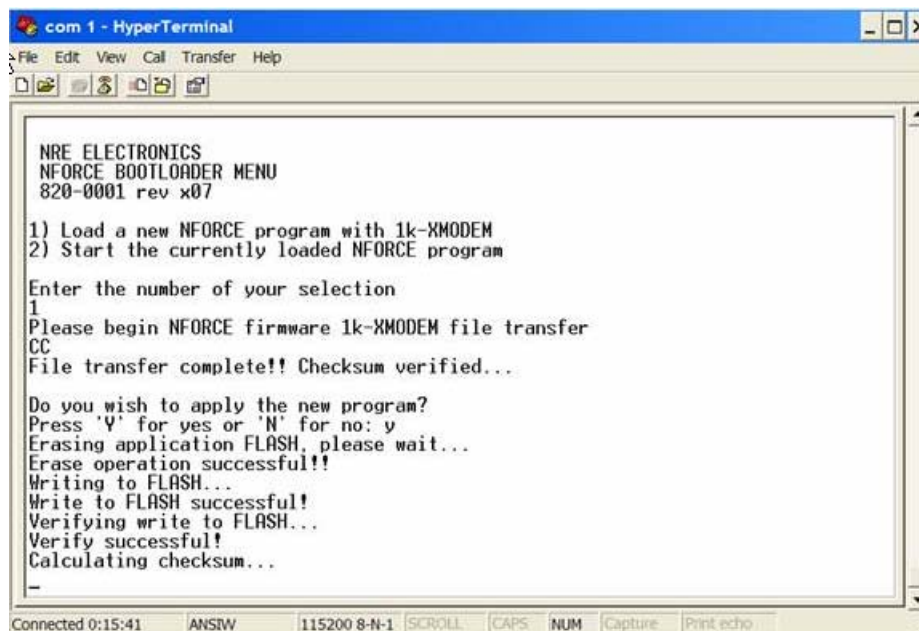 com 1 - HyperTerminal
File Edit View Call Transfer Help
NRE ELECTRONICS
NFORCE BOOTLOADER MENU
820-0001 rev x07
1) Load a new NFORCE program with 1k-XMODEM
2) Start the currently loaded NFORCE program
Enter the number of your selection
1
Please begin NFORCE firmware 1k-XMODEM file transfer
CC
File transfer complete!! Checksum verified...
Do you wish to apply the new program?
Press 'Y' for yes or 'N' for no: y
Erasing application FLASH, please wait...
Erase operation successful!!
Writing to FLASH...
Write to FLASH successful!
Verifying write to FLASH...
Verify successful!
Calculating checksum...
Connected 0:15:41 ANSIW 115200 8-N-1 SCROLL CAPS NUM Capture Print echo